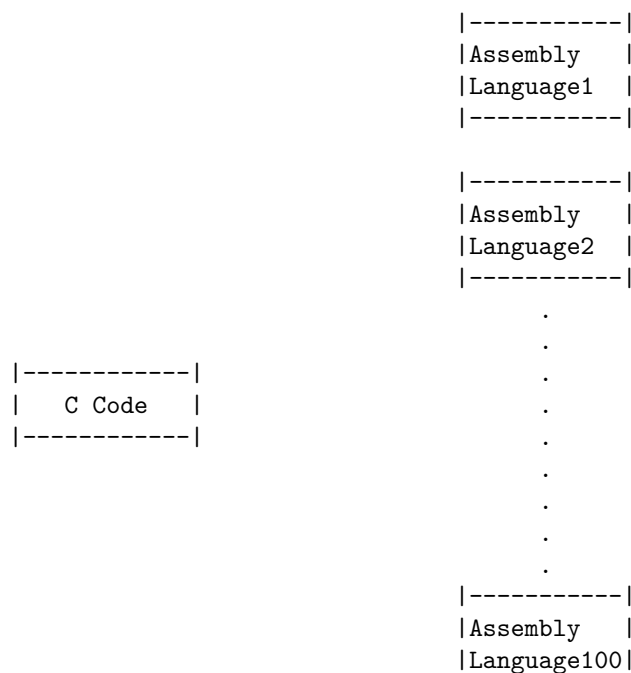 |-----------|
|Assembly   |
|Language1  |
|-----------|
|-----------|
|Assembly   |
|Language2  |
|-----------|
.
.
|------------|                      .
|   C Code   |                      .
|------------|                      .
.
.
.
.
|-----------|
|Assembly   |
|Language100|